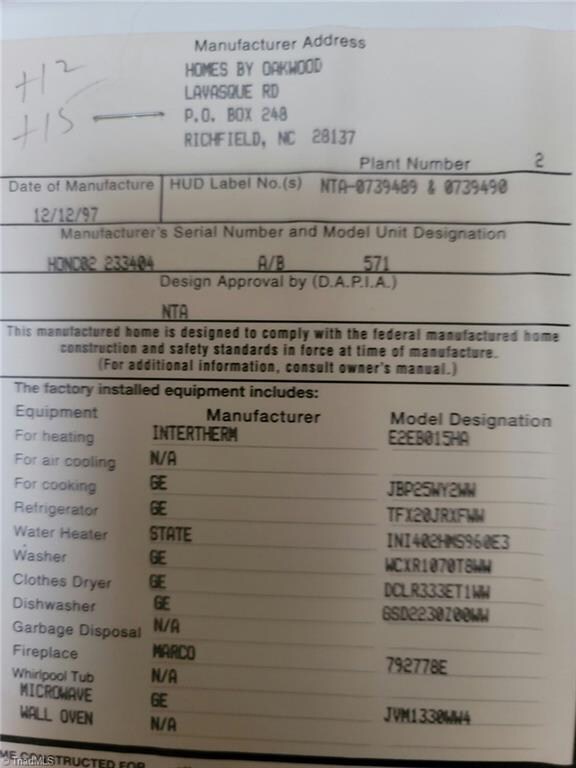 Manufacturer Address
HOMES BY OAKWOOD
+12
LAVASQUE RD
+15
P.O. BOX 248
RICHFIELD, NC 28137
Plant Number 2
Date of Manufacture HUD Label No.(s) NTA-0739489 & 0739490
12/12/97
Manufacturer's Serial Number and Model Unit Designation
HONC02 233404 A/B 571
Design Approval by (D.A.P.I.A.)
NTA
This manufactured home is designed to comply with the federal manufactured home
construction and safety standards in force at time of manufacture.
(For additional information, consult owner's manual.)
The factory installed equipment includes:
Equipment Manufacturer Model Designation
For heating INTERTHERM E2EB015HA
For air cooling N/A
For cooking GE JBP25WY2WW
Refrigerator GE TFX20JRXFWW
Water Heater STATE INI402HMS960E3
Washer GE WCXR1070T8WW
Clothes Dryer GE DCLR333ET1WW
Dishwasher GE GSD2230Z00WW
Garbage Disposal N/A
Fireplace MARCO 792778E
Whirlpool Tub N/A
MICROWAVE GE JVM1330WW4
WALL OVEN N/A
ME CONSTRUCTED FOR
© TriadMLS